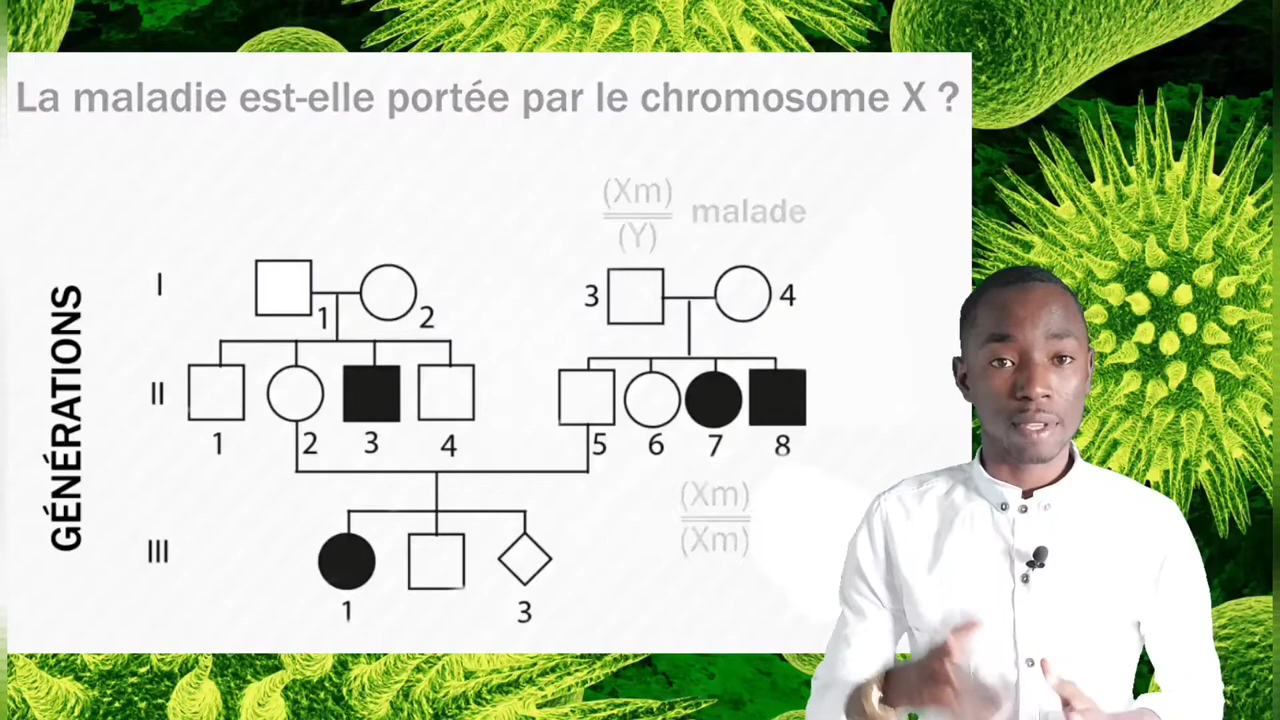 La maladie est-elle portée par le chromosome X ?
(Xm)
malade
(Y)
GÉNÉRATIONS
I
1
2
3
4
II
1
2
3
4
5
6
7
8
(Xm)
(Xm)
III
1
3